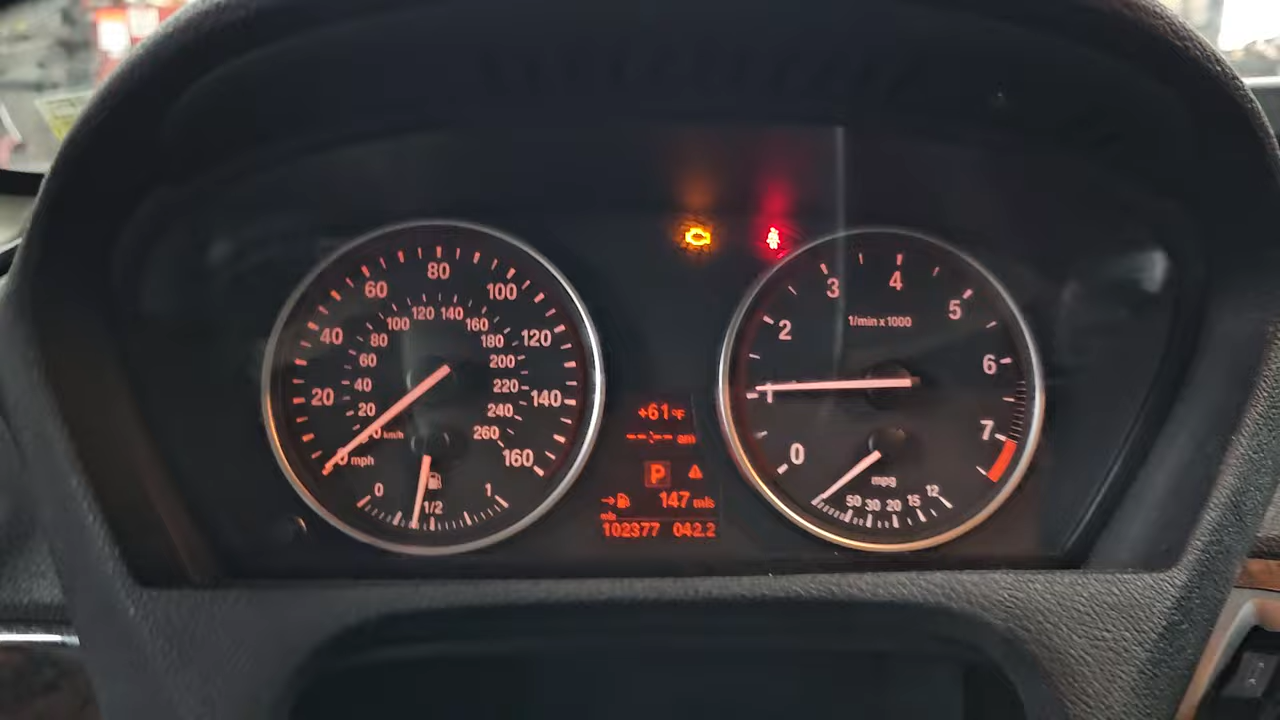 20 40 60 80 100 120 140 160
mph
20 40 60 80 100 120 140 160 180 200 220 240 260
km/h
0 1/2 1
+61°F
--:-- am
P
147 mls
mls
102377 042.2
0 1 2 3 4 5 6 7
1/min x 1000
mpg
50 30 20 15 12